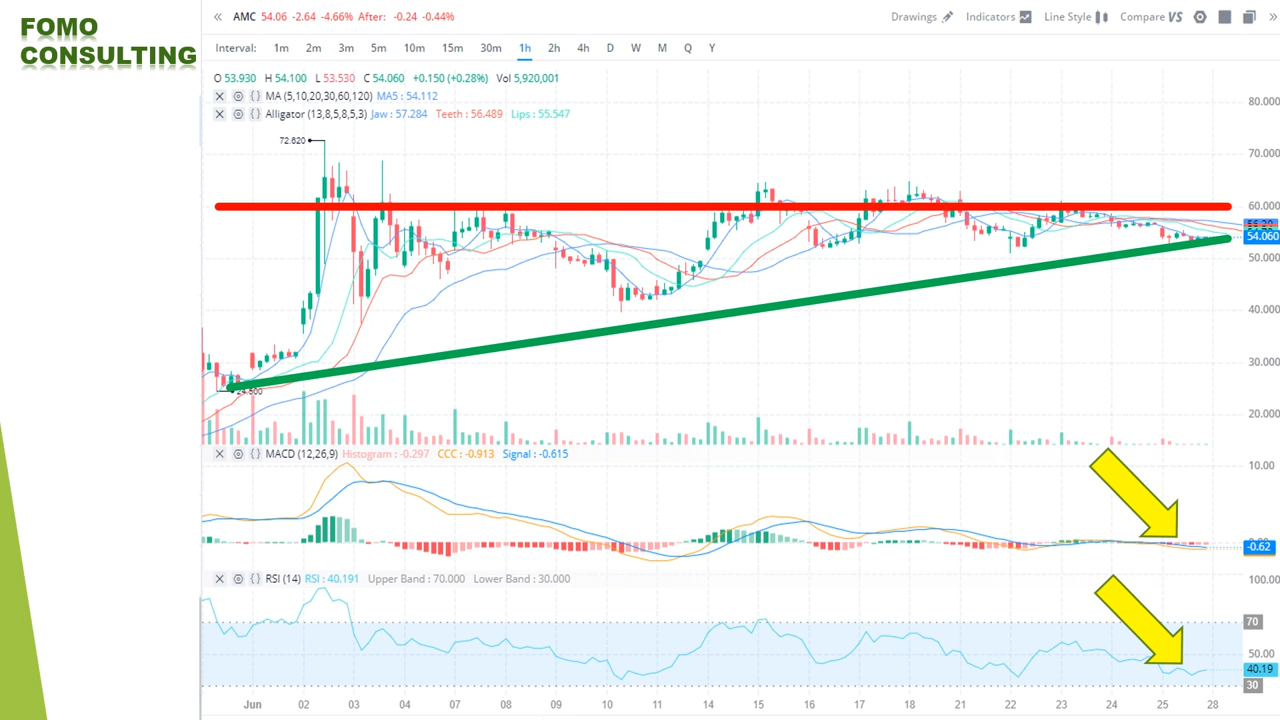 FOMO
CONSULTING
AMC 54.06 -2.64 -4.66% After: -0.24 -0.44%
Drawings Indicators Line Style Compare VS
Interval: 1m 2m 3m 5m 10m 15m 30m 1h 2h 4h D W M Q Y
O 53.930 H 54.100 L 53.530 C 54.060 +0.150 (+0.28%) Vol 5,920,001
MA (5,10,20,30,60,120) MA5 : 54.112
Alligator (13,8,5,8,5,3) Jaw : 57.284 Teeth : 56.489 Lips : 55.547
80.000
72.620
70.000
60.000
54.060
50.000
40.000
30.000
24.600
20.000
MACD (12,26,9) Histogram : -0.297 CCC : -0.913 Signal : -0.615
10.00
-0.62
RSI (14) RSI : 40.191 Upper Band : 70.000 Lower Band : 30.000
100.00
70
50.00
40.19
30
Jun 02 03 04 07 08 09 10 11 14 15 16 17 18 21 22 23 24 25 28